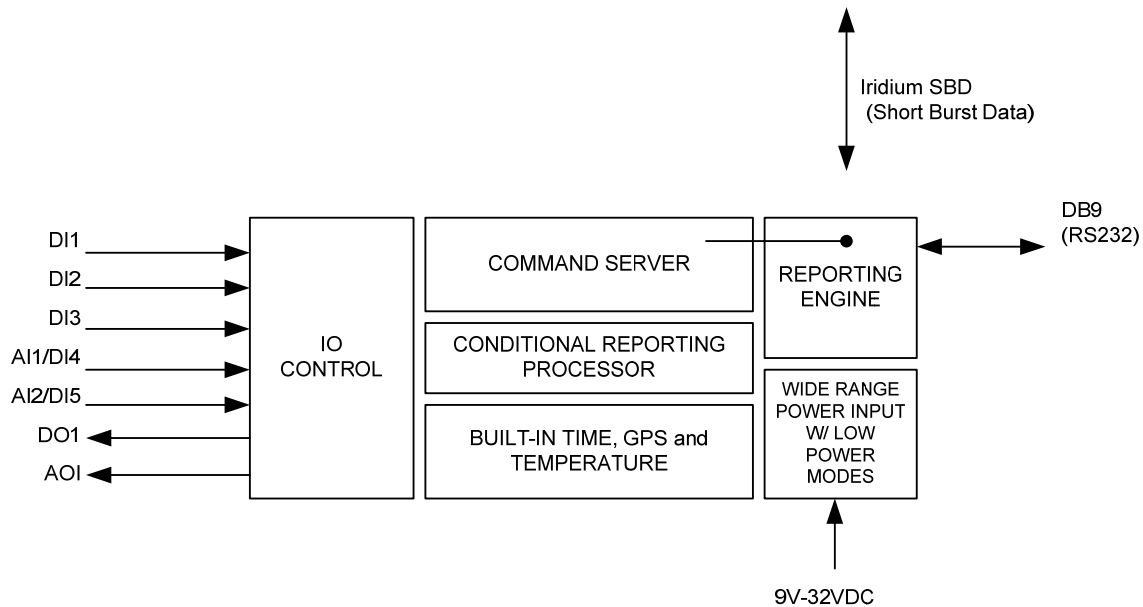 Iridium SBD
(Short Burst Data)
DB9
(RS232)
DI1
DI2
DI3
AI1/DI4
AI2/DI5
DO1
AOI
IO
CONTROL
COMMAND SERVER
CONDITIONAL REPORTING
PROCESSOR
BUILT-IN TIME, GPS and
TEMPERATURE
REPORTING
ENGINE
WIDE RANGE
POWER INPUT
W/ LOW
POWER
MODES
9V-32VDC